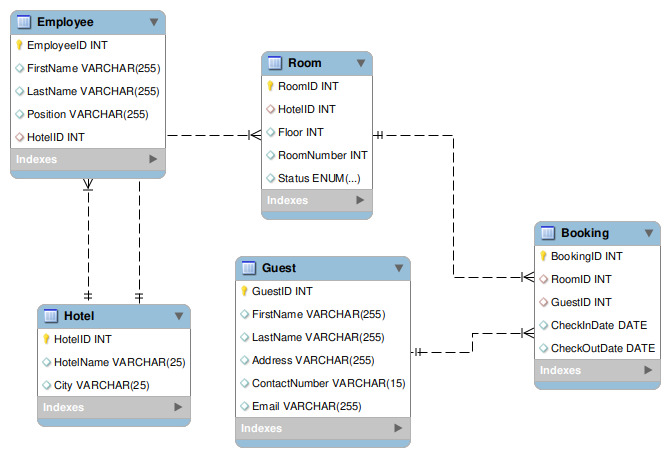 Employee
EmployeeID INT
FirstName VARCHAR(255)
LastName VARCHAR(255)
Position VARCHAR(255)
HotelID INT
Indexes
Room
RoomID INT
HotelID INT
Floor INT
RoomNumber INT
Status ENUM(...)
Indexes
Hotel
HotelID INT
HotelName VARCHAR(25)
City VARCHAR(25)
Indexes
Guest
GuestID INT
FirstName VARCHAR(255)
LastName VARCHAR(255)
Address VARCHAR(255)
ContactNumber VARCHAR(15)
Email VARCHAR(255)
Indexes
Booking
BookingID INT
RoomID INT
GuestID INT
CheckInDate DATE
CheckOutDate DATE
Indexes